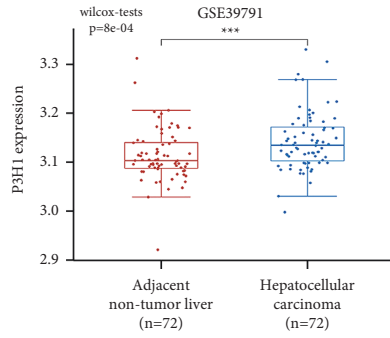 wilcox-tests
p=8e-04
GSE39791
***
P3H1 expression
3.3
3.2
3.1
3.0
2.9
Adjacent
non-tumor liver
(n=72)
Hepatocellular
carcinoma
(n=72)